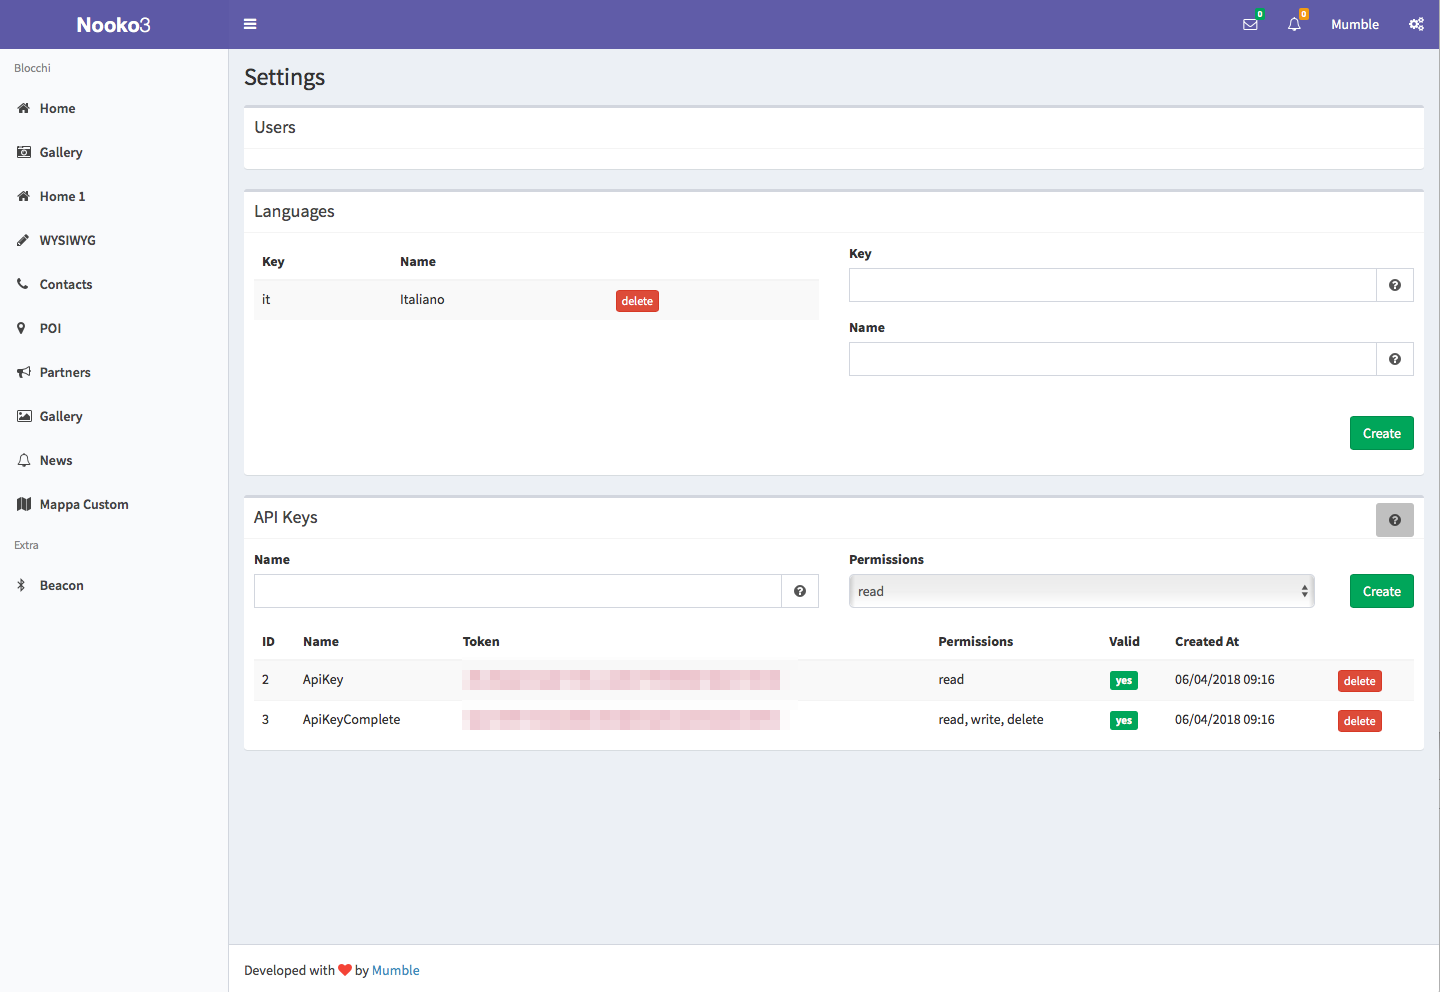 Nooko3
0
0
Mumble
Blocchi
Home
Gallery
Home 1
WYSIWYG
Contacts
POI
Partners
Gallery
News
Mappa Custom
Extra
Beacon
Settings
Users
Languages
Key Name
it Italiano delete
Key
Name
Create
API Keys
Name
Permissions
read
Create
ID Name Token Permissions Valid Created At
2 ApiKey read yes 06/04/2018 09:16 delete
3 ApiKeyComplete read, write, delete yes 06/04/2018 09:16 delete
Developed with ❤ by Mumble